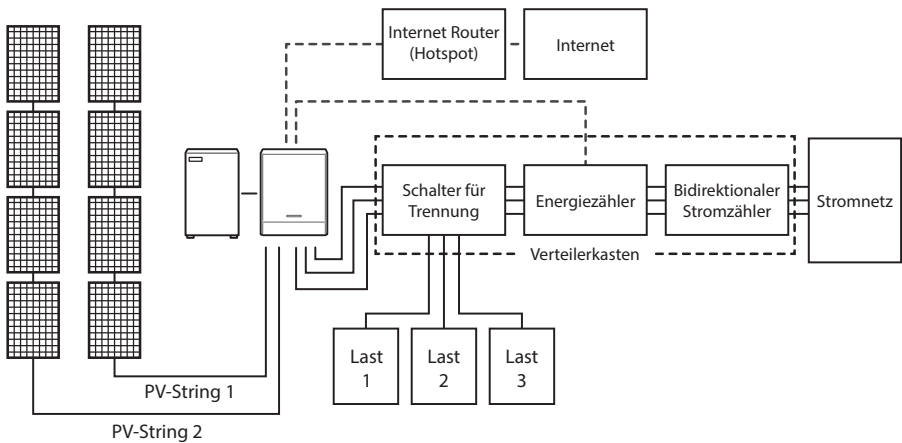 Internet Router
(Hotspot)
Internet
Schalter für
Trennung
Energiezähler
Bidirektionaler
Stromzähler
Stromnetz
Verteilerkasten
Last
1
Last
2
Last
3
PV-String 1
PV-String 2